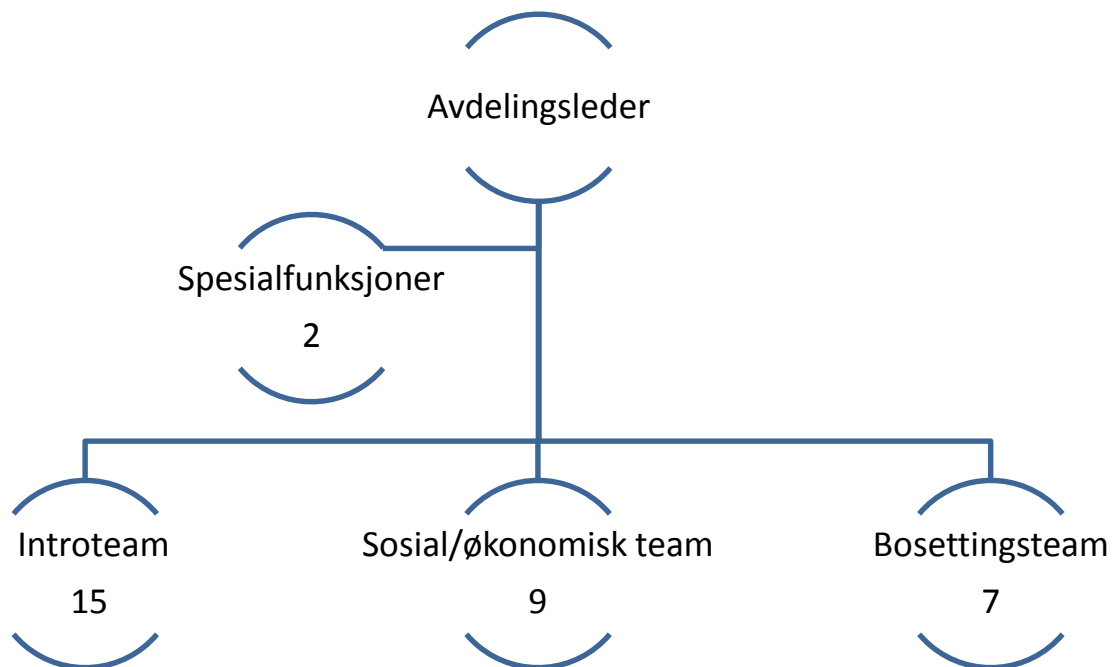 Avdelingsleder
Spesialfunksjoner
2
Introteam
15
Sosial/økonomisk team
9
Bosettingsteam
7